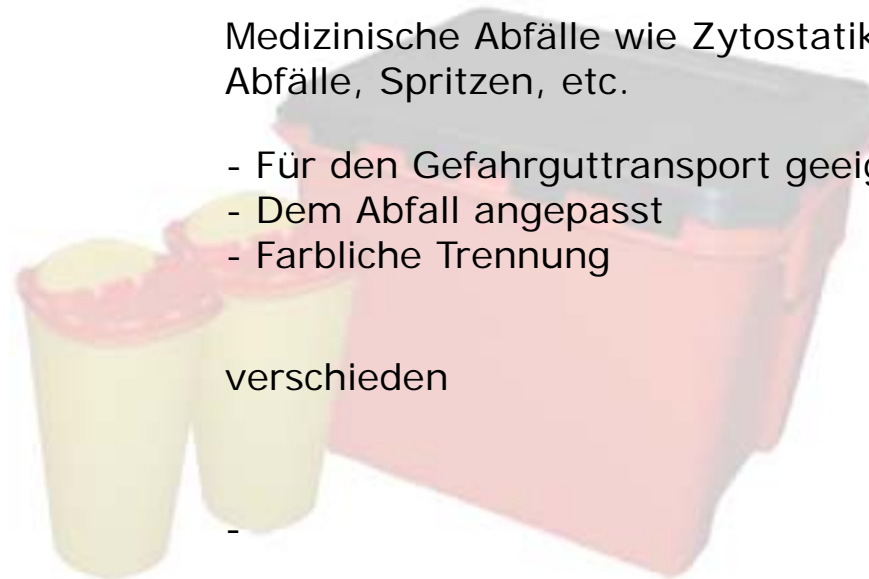 Medizinische Abfälle wie Zytostatik
Abfälle, Spritzen, etc.
- Für den Gefahrguttransport geeig
- Dem Abfall angepasst
- Farbliche Trennung
verschieden
-